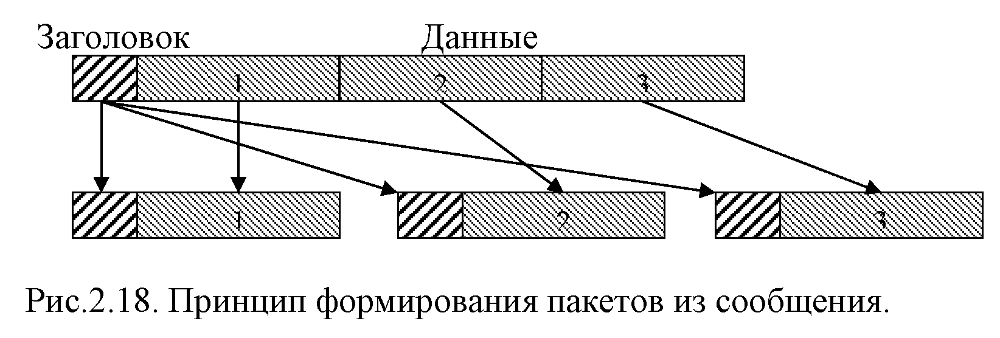 Заголовок Данные
1 2 3
1 2 3
Рис.2.18. Принцип формирования пакетов из сообщения.